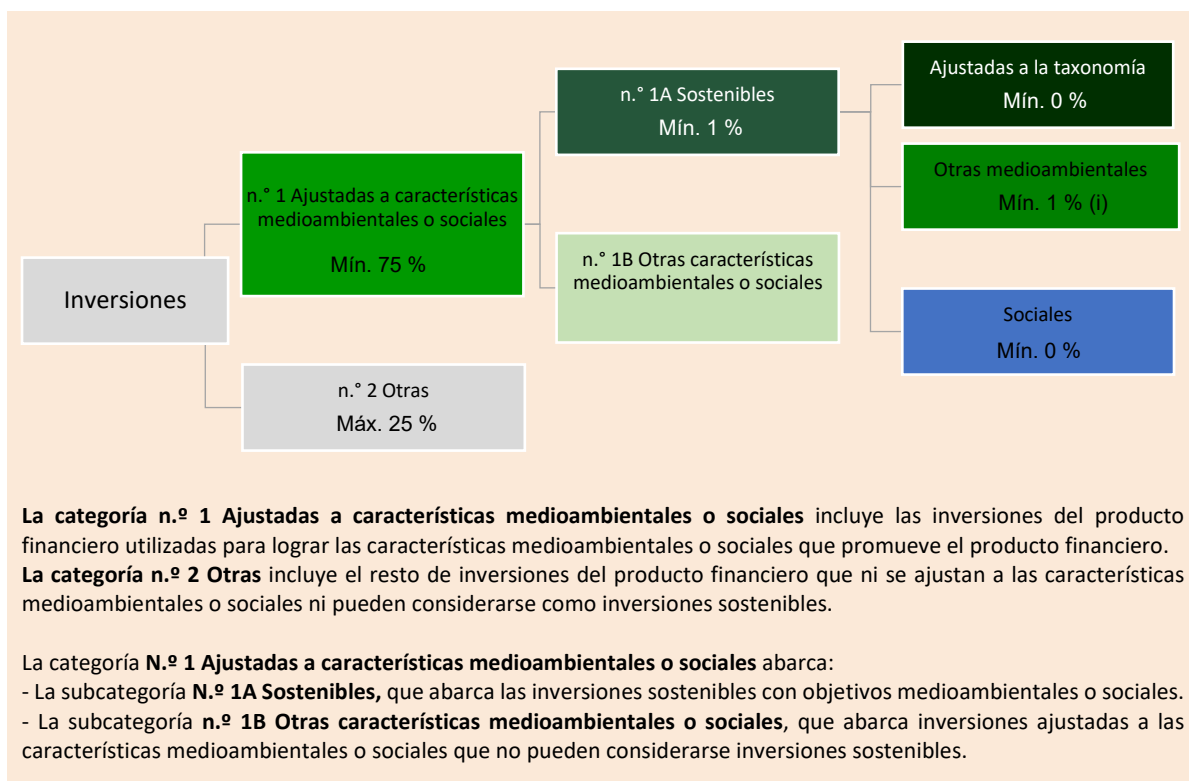 Inversiones
n.° 1 Ajustadas a características
medioambientales o sociales
Mín. 75 %
n.° 2 Otras
Máx. 25 %
n.° 1A Sostenibles
Mín. 1 %
n.° 1B Otras características
medioambientales o sociales
Ajustadas a la taxonomía
Mín. 0 %
Otras medioambientales
Mín. 1 % (i)
Sociales
Mín. 0 %
La categoría n.º 1 Ajustadas a características medioambientales o sociales incluye las inversiones del producto
financiero utilizadas para lograr las características medioambientales o sociales que promueve el producto financiero.
La categoría n.º 2 Otras incluye el resto de inversiones del producto financiero que ni se ajustan a las características
medioambientales o sociales ni pueden considerarse como inversiones sostenibles.
La categoría N.º 1 Ajustadas a características medioambientales o sociales abarca:
- La subcategoría N.º 1A Sostenibles, que abarca las inversiones sostenibles con objetivos medioambientales o sociales.
- La subcategoría n.º 1B Otras características medioambientales o sociales, que abarca inversiones ajustadas a las
características medioambientales o sociales que no pueden considerarse inversiones sostenibles.